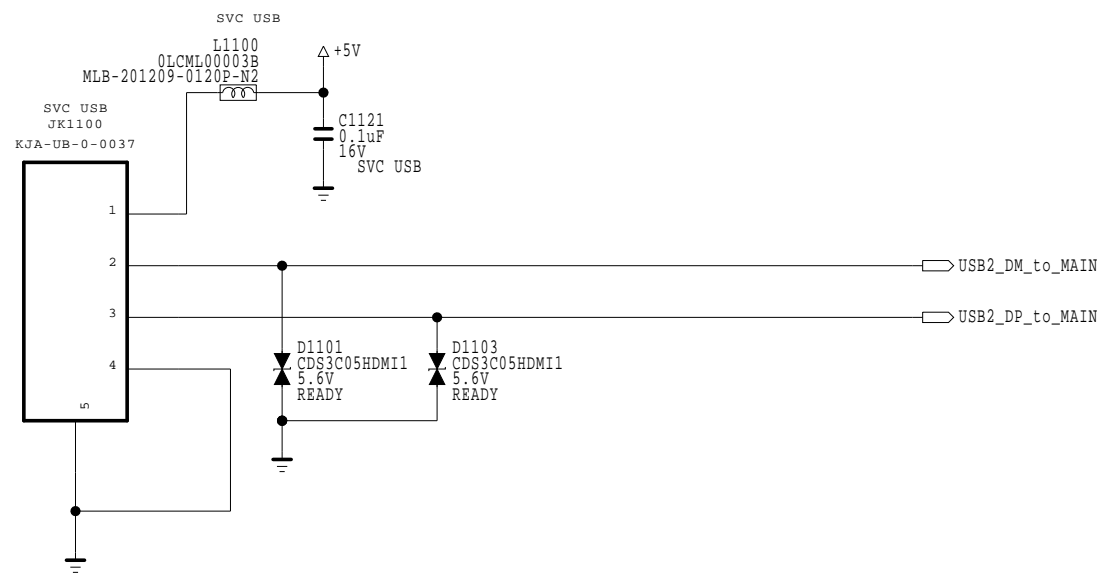 SVC USB
L1100
0LCML00003B
MLB-201209-0120P-N2
+5V
C1121
0.1uF
16V
SVC USB
SVC USB
JK1100
KJA-UB-0-0037
1
2
3
4
5
USB2_DM_to_MAIN
USB2_DP_to_MAIN
D1101
CDS3C05HDMI1
5.6V
READY
D1103
CDS3C05HDMI1
5.6V
READY